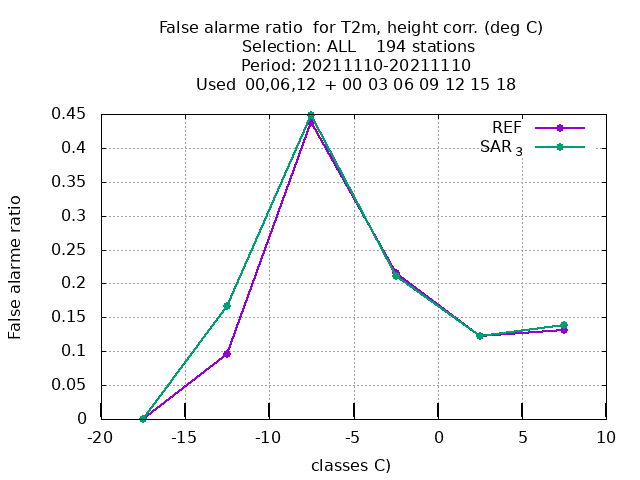 False alarme ratio  for T2m, height corr. (deg C)
Selection: ALL    194 stations
Period: 20211110-20211110
Used  00,06,12  + 00 03 06 09 12 15 18
REF
SAR 3
False alarme ratio
0.45
0.4
0.35
0.3
0.25
0.2
0.15
0.1
0.05
0
-20 -15 -10 -5 0 5 10
classes C)